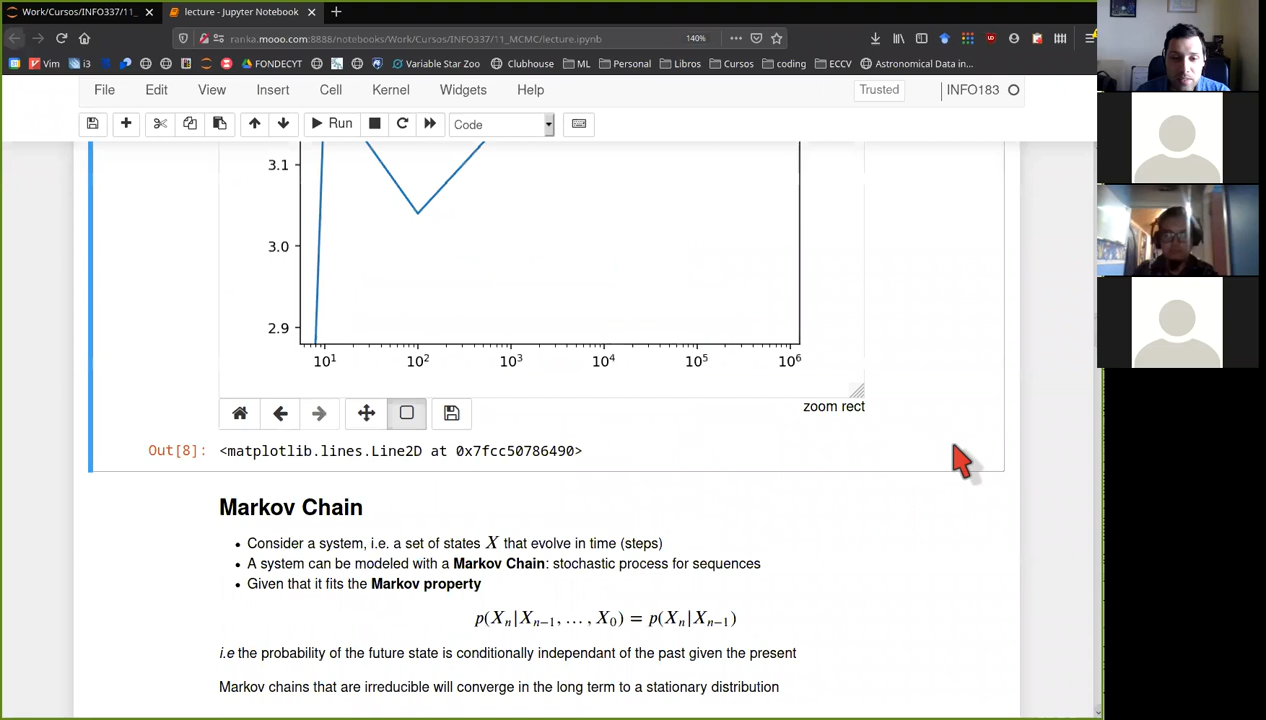 Work/Cursos/INFO337/11_
lecture - Jupyter Notebook
ranka.mooo.com:8888/notebooks/Work/Cursos/INFO337/11_MCMC/lecture.ipynb
140%
Vim
i3
FONDECYT
Variable Star Zoo
Clubhouse
ML
Personal
Libros
Cursos
coding
ECCV
Astronomical Data in...
File Edit View Insert Cell Kernel Widgets Help
Trusted
INFO183
Run
Code
3.1
3.0
2.9
10¹ 10² 10³ 10⁴ 10⁵ 10⁶
zoom rect
Out[8]: <matplotlib.lines.Line2D at 0x7fcc50786490>
Markov Chain
• Consider a system, i.e. a set of states X that evolve in time (steps)
• A system can be modeled with a Markov Chain: stochastic process for sequences
• Given that it fits the Markov property
p(Xₙ|Xₙ₋₁, … , X₀) = p(Xₙ|Xₙ₋₁)
i.e the probability of the future state is conditionally independant of the past given the present
Markov chains that are irreducible will converge in the long term to a stationary distribution